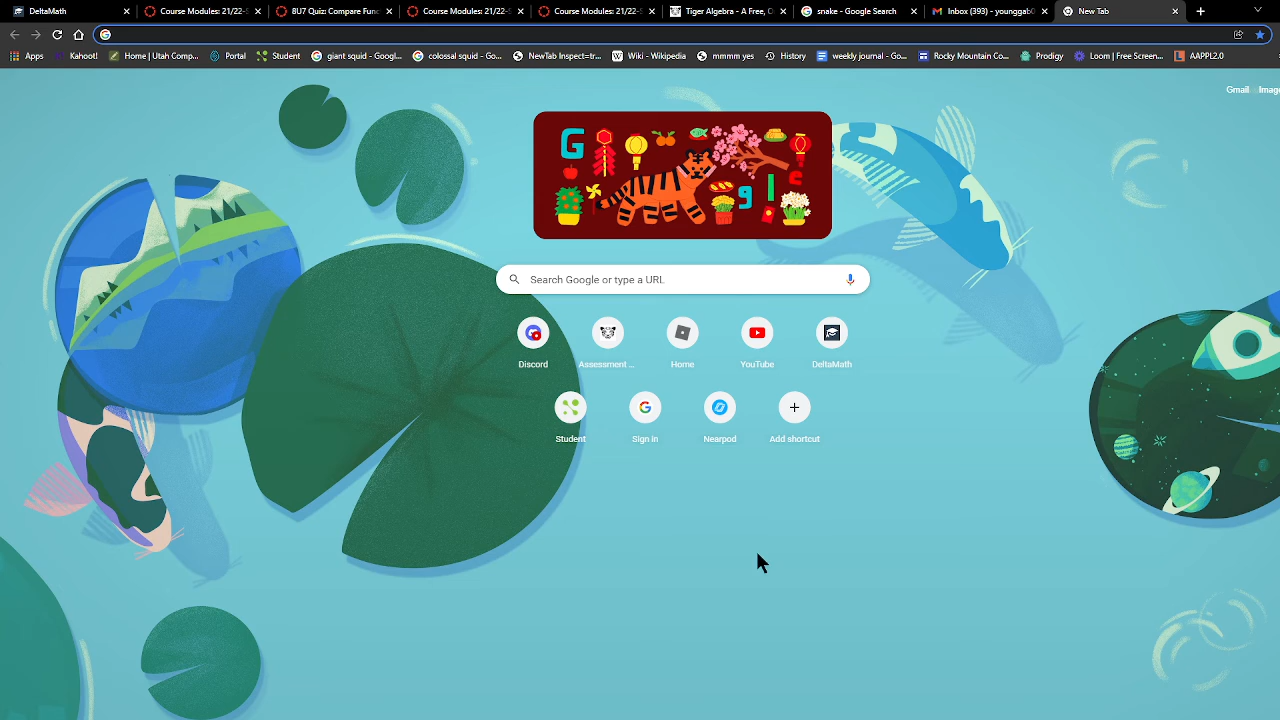 DeltaMath
Course Modules: 21/22-S
8U7 Quiz: Compare Func
Course Modules: 21/22-S
Course Modules: 21/22-S
Tiger Algebra - A Free, O
snake - Google Search
Inbox (393) - younggab0
New Tab
Apps
Kahoot!
Home | Utah Comp...
Portal
Student
giant squid - Googl...
colossal squid - Go...
NewTab Inspect=tr...
Wiki - Wikipedia
mmmm yes
History
weekly journal - Go...
Rocky Mountain Co...
Prodigy
Loom | Free Screen...
AAPPL2.0
Gmail
Image
G
g
l
e
Search Google or type a URL
Discord
Assessment ...
Home
YouTube
DeltaMath
Student
Sign in
Nearpod
Add shortcut